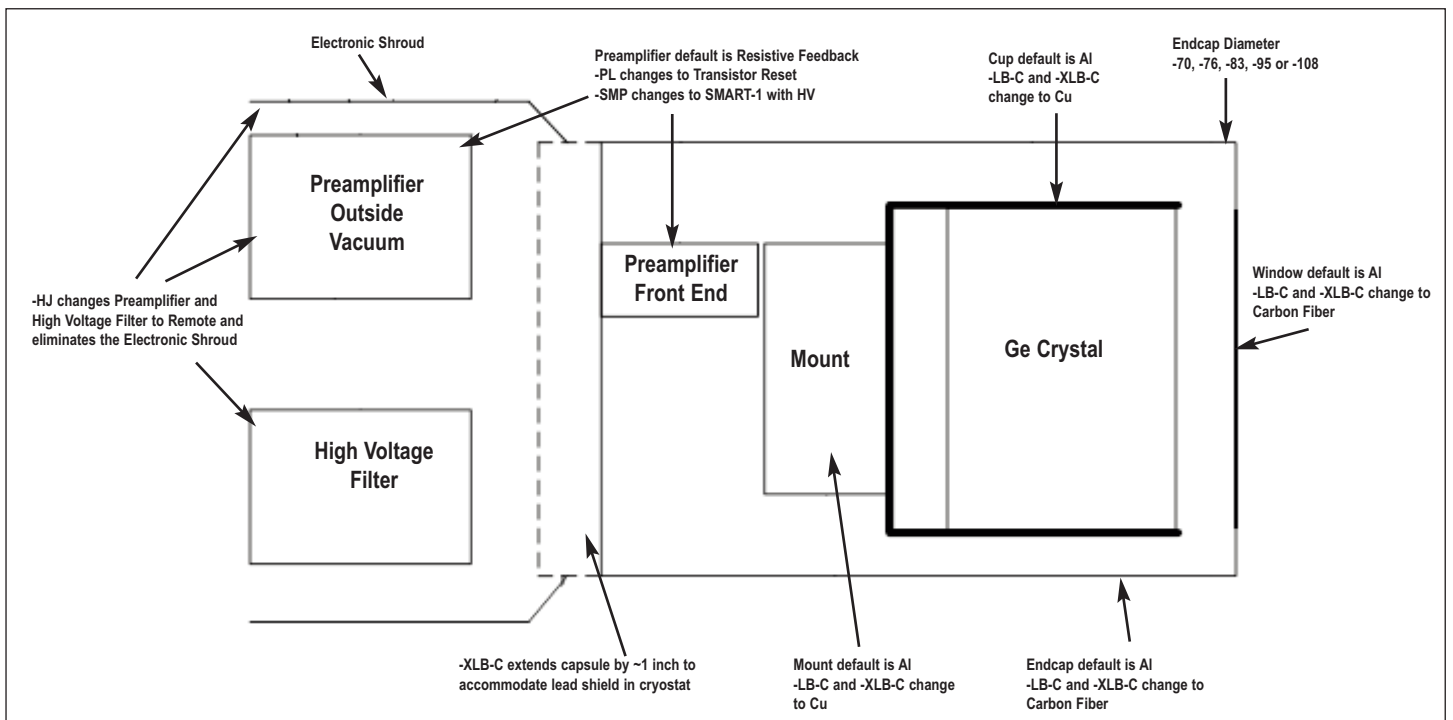 Electronic Shroud
Preamplifier default is Resistive Feedback
-PL changes to Transistor Reset
-SMP changes to SMART-1 with HV
Cup default is Al
-LB-C and -XLB-C
change to Cu
Endcap Diameter
-70, -76, -83, -95 or -108
Preamplifier
Outside
Vacuum
Preamplifier
Front End
-HJ changes Preamplifier and
High Voltage Filter to Remote and
eliminates the Electronic Shroud
Mount
Ge Crystal
Window default is Al
-LB-C and -XLB-C change to
Carbon Fiber
High Voltage
Filter
-XLB-C extends capsule by ~1 inch to
accommodate lead shield in cryostat
Mount default is Al
-LB-C and -XLB-C change
to Cu
Endcap default is Al
-LB-C and -XLB-C change to
Carbon Fiber